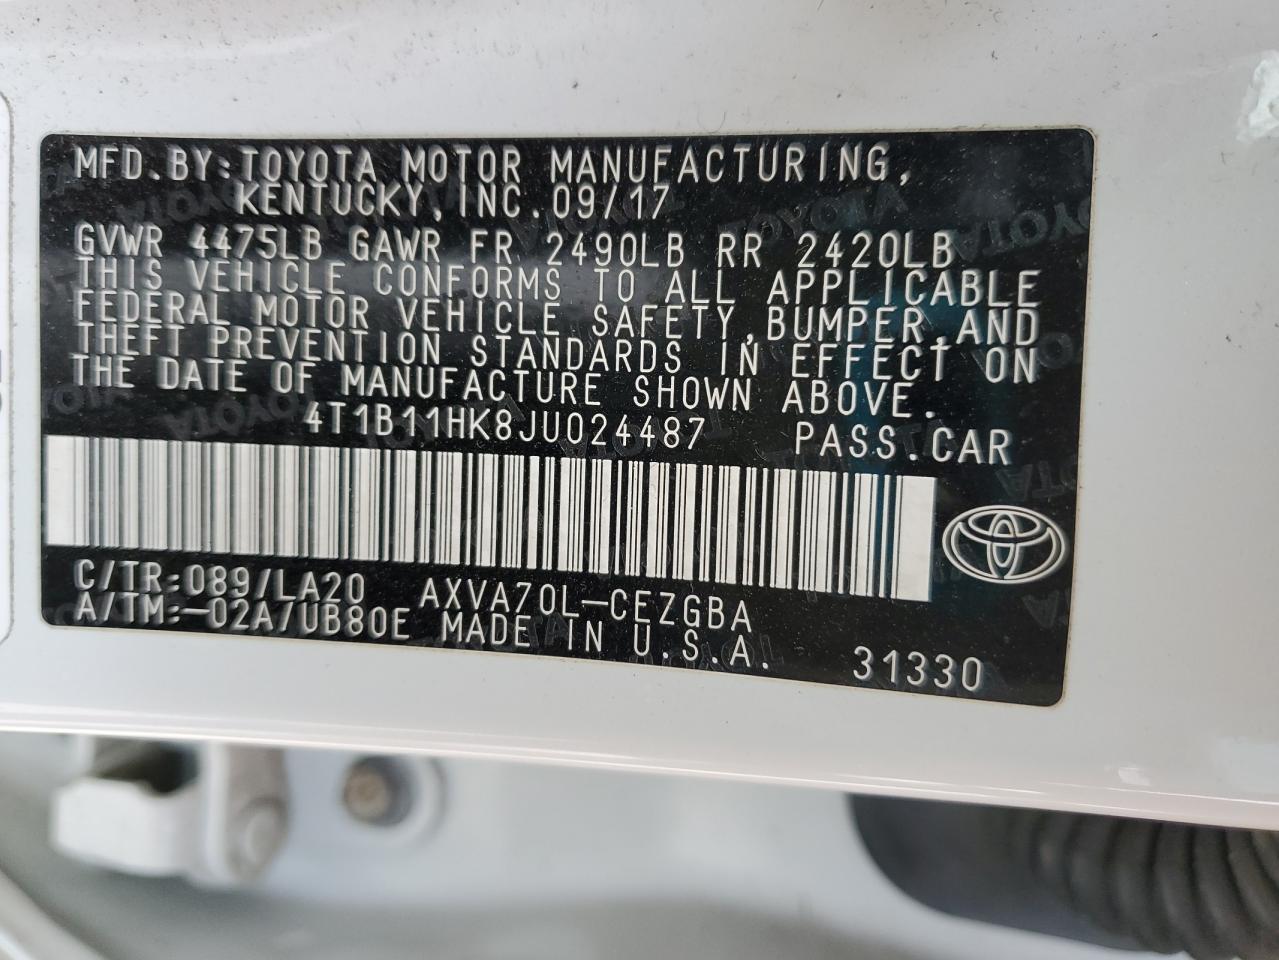 MFD.BY:TOYOTA MOTOR MANUFACTURING,
KENTUCKY,INC.09/17
GVWR 4475LB GAWR FR 2490LB RR 2420LB
THIS VEHICLE CONFORMS TO ALL APPLICABLE
FEDERAL MOTOR VEHICLE SAFETY,BUMPER,AND
THEFT PREVENTION STANDARDS IN EFFECT ON
THE DATE OF MANUFACTURE SHOWN ABOVE.
4T1B11HK8JU024487 PASS.CAR
C/TR:089/LA20 AXVA70L-CEZGBA
A/TM:-02A/UB80E MADE IN U.S.A. 31330